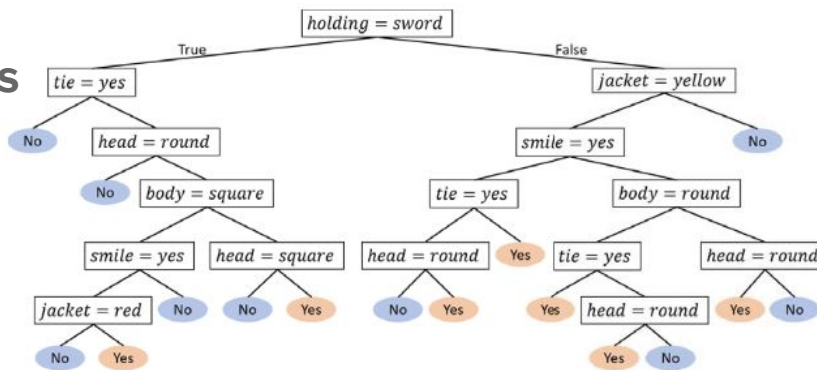 holding = sword
True False
s
tie = yes jacket = yellow
No head = round smile = yes No
No body = square tie = yes body = round
smile = yes head = square head = round Yes tie = yes head = round
jacket = red No No Yes No Yes Yes head = round Yes No
No Yes Yes No